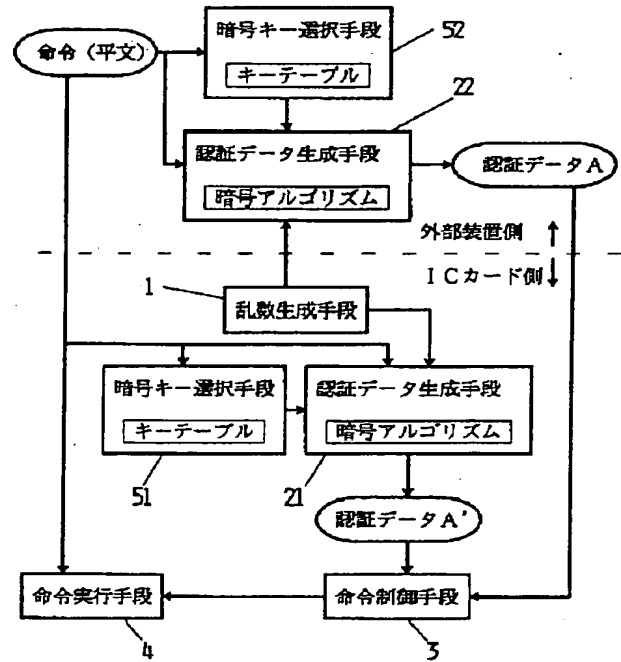 命令(平文)
暗号キー選択手段
キーテーブル
52
22
認証データ生成手段
暗号アルゴリズム
認証データA
外部装置側
ICカード側
1
乱数生成手段
暗号キー選択手段
キーテーブル
認証データ生成手段
暗号アルゴリズム
51
21
認証データA'
命令実行手段
命令制御手段
4
3